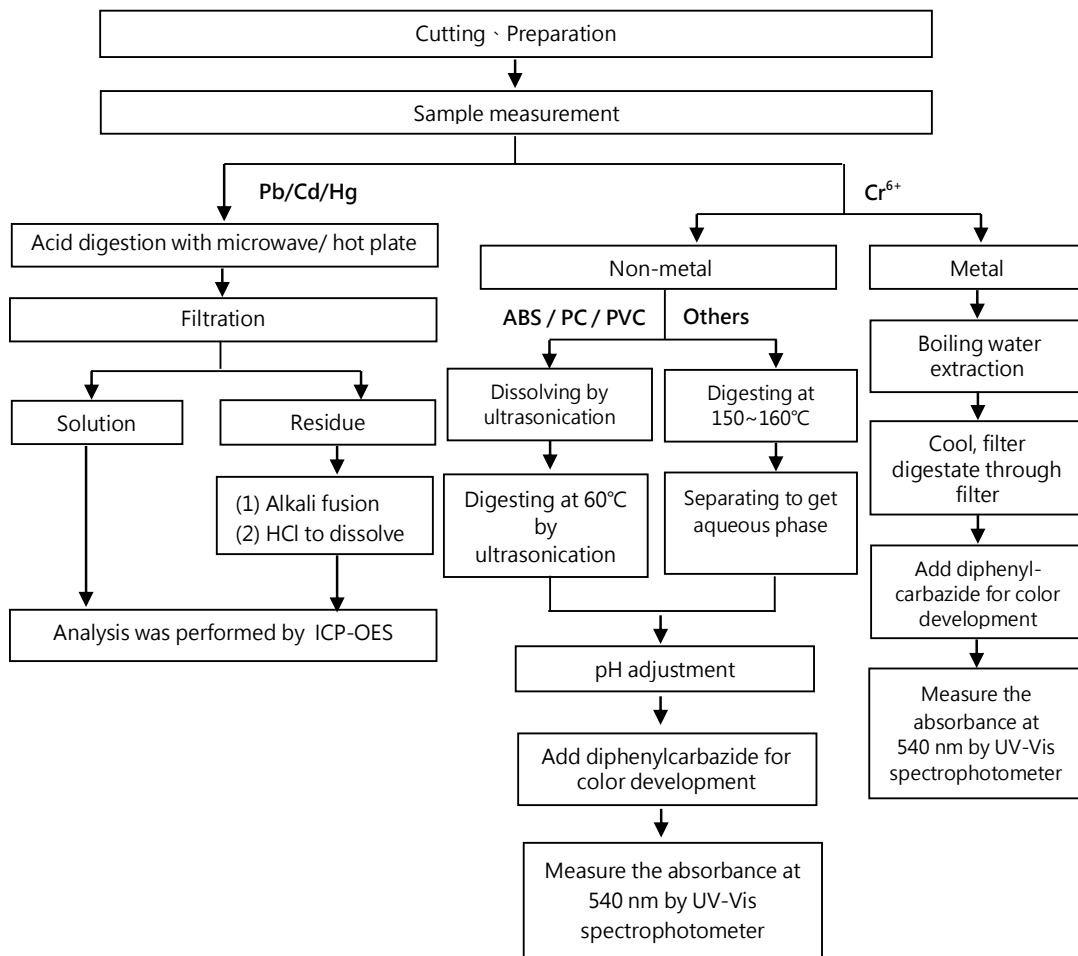 Cutting、Preparation
Sample measurement
Pb/Cd/Hg
Acid digestion with microwave/ hot plate
Filtration
Solution
Residue
(1) Alkali fusion
(2) HCl to dissolve
Analysis was performed by ICP-OES
Cr⁶⁺
Non-metal
ABS / PC / PVC
Others
Dissolving by
ultrasonication
Digesting at 60℃
by
ultrasonication
Digesting at
150~160℃
Separating to get
aqueous phase
pH adjustment
Add diphenylcarbazide for
color development
Measure the absorbance at
540 nm by UV-Vis
spectrophotometer
Metal
Boiling water
extraction
Cool, filter
digestate through
filter
Add diphenyl-
carbazide for color
development
Measure the
absorbance at
540 nm by UV-Vis
spectrophotometer